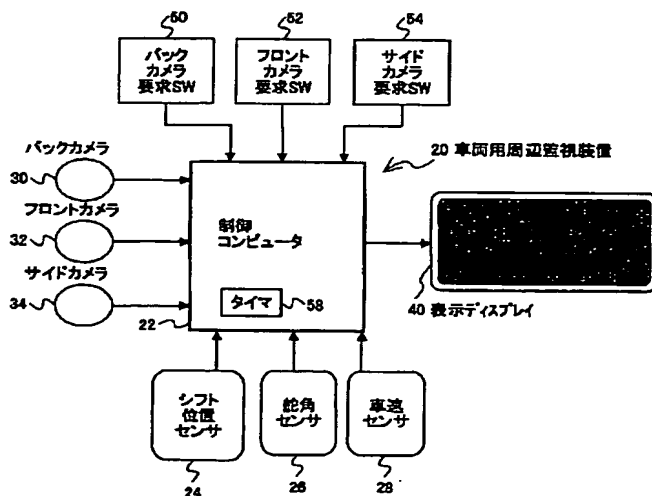 50
52
54
バック
カメラ
要求SW
フロント
カメラ
要求SW
サイド
カメラ
要求SW
20 車両用周辺監視装置
バックカメラ
30
フロントカメラ
32
サイドカメラ
34
制御
コンピュータ
タイマ
58
22
40 表示ディスプレイ
シフト
位置
センサ
舵角
センサ
車速
センサ
24
26
28